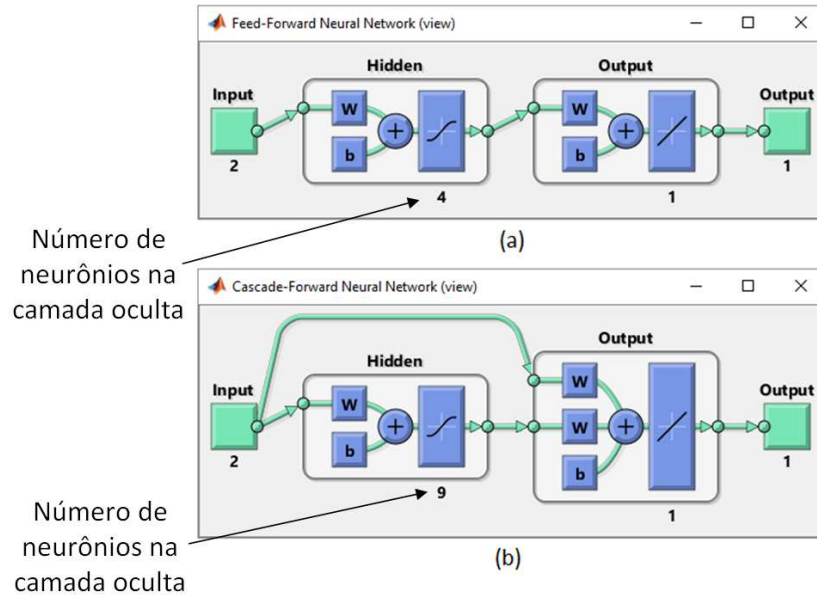 Feed-Forward Neural Network (view)
Hidden
Output
Input
Output
W
W
b
b
2
4
1
1
(a)
Número de
neurônios na
camada oculta
Cascade-Forward Neural Network (view)
Output
Hidden
Input
Output
W
W
W
b
b
2
9
1
1
(b)
Número de
neurônios na
camada oculta